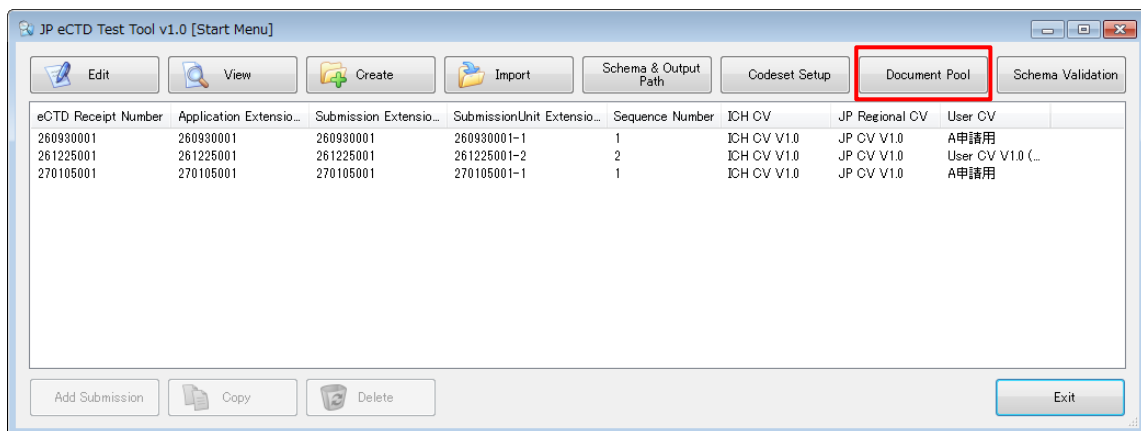 JP eCTD Test Tool v1.0 [Start Menu]
Edit
View
Create
Import
Schema & Output
Path
Codeset Setup
Document Pool
Schema Validation
eCTD Receipt Number Application Extensio... Submission Extensio... SubmissionUnit Extensio... Sequence Number ICH CV JP Regional CV User CV
260930001 260930001 260930001 260930001-1 1 ICH CV V1.0 JP CV V1.0 A申請用
261225001 261225001 261225001 261225001-2 2 ICH CV V1.0 JP CV V1.0 User CV V1.0 (...
270105001 270105001 270105001 270105001-1 1 ICH CV V1.0 JP CV V1.0 A申請用
Add Submission
Copy
Delete
Exit